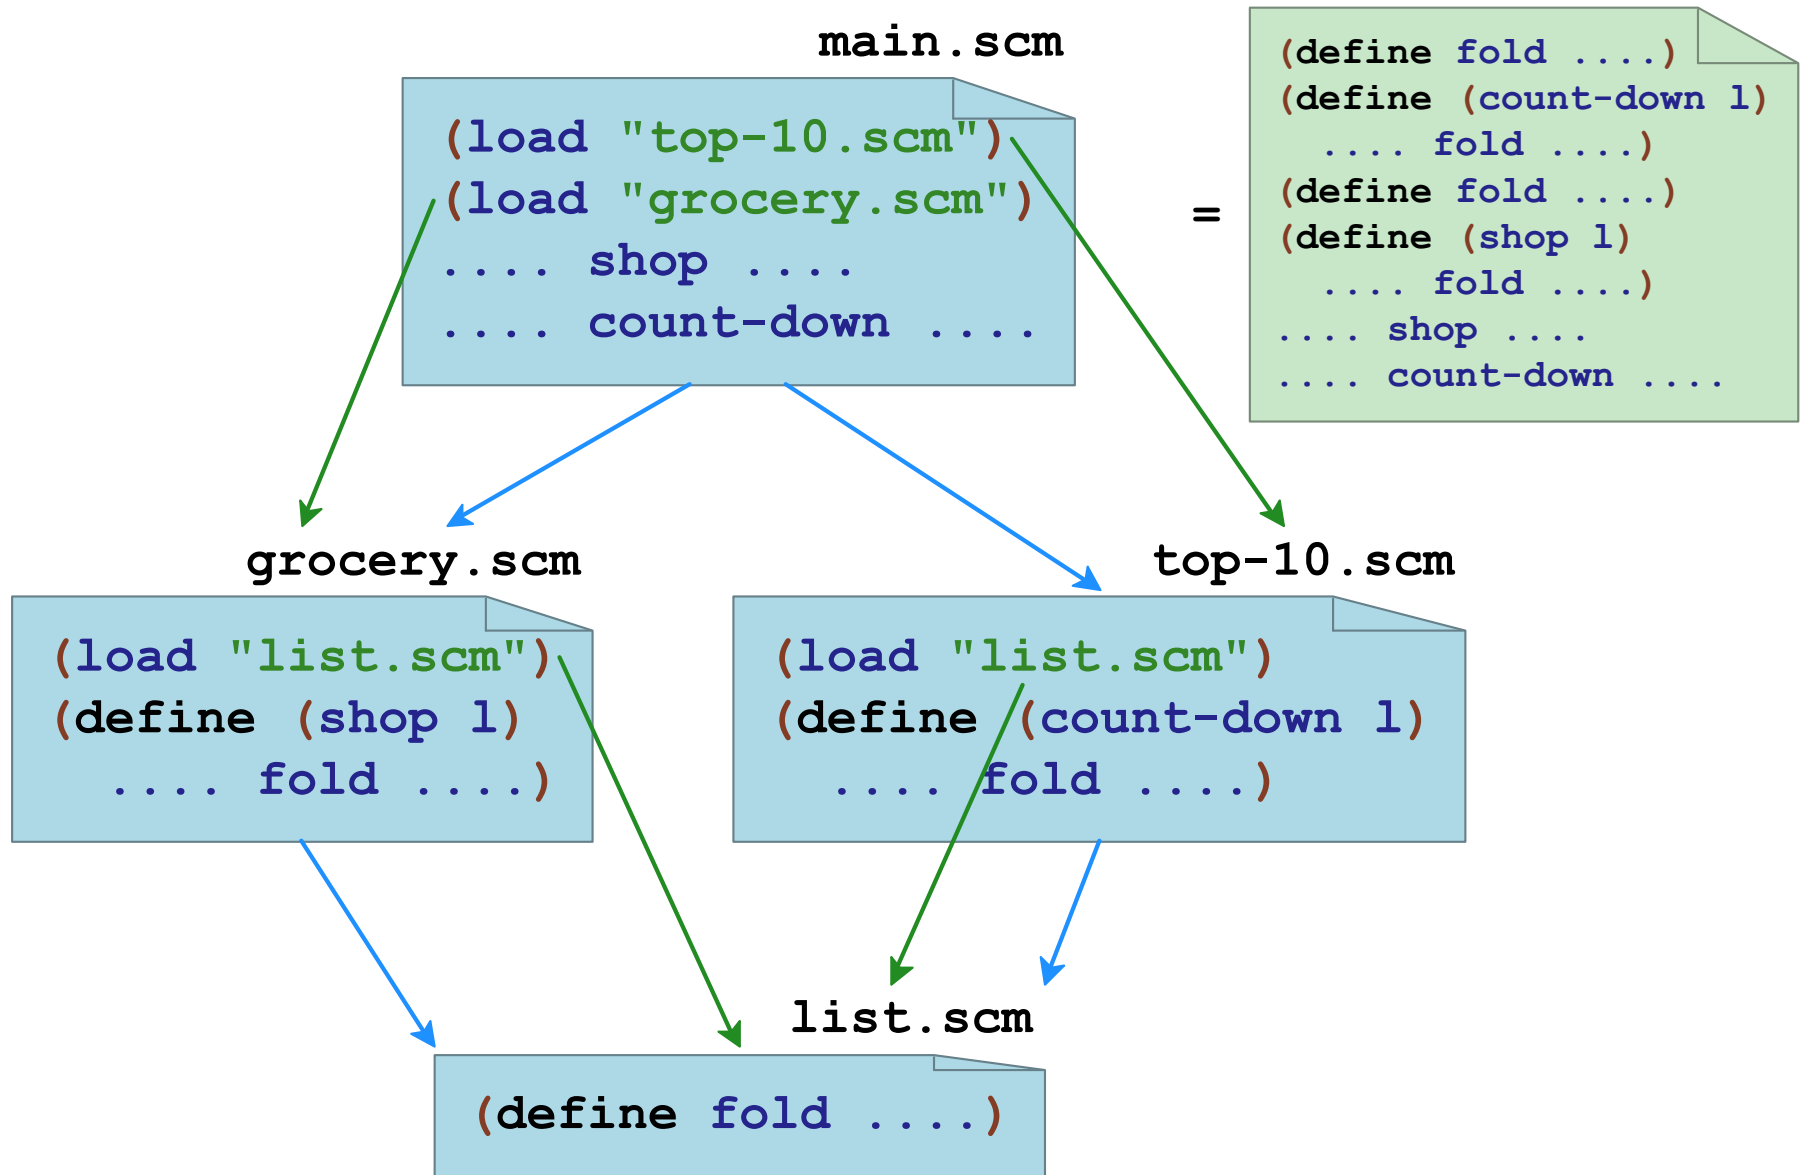 main.scm
(load "top-10.scm")
(load "grocery.scm")
.... shop ....
.... count-down ....
=
(define fold ....)
(define (count-down l)
  .... fold ....)
(define fold ....)
(define (shop l)
  .... fold ....)
.... shop ....
.... count-down ....
grocery.scm
(load "list.scm")
(define (shop l)
  .... fold ....)
top-10.scm
(load "list.scm")
(define (count-down l)
  .... fold ....)
list.scm
(define fold ....)